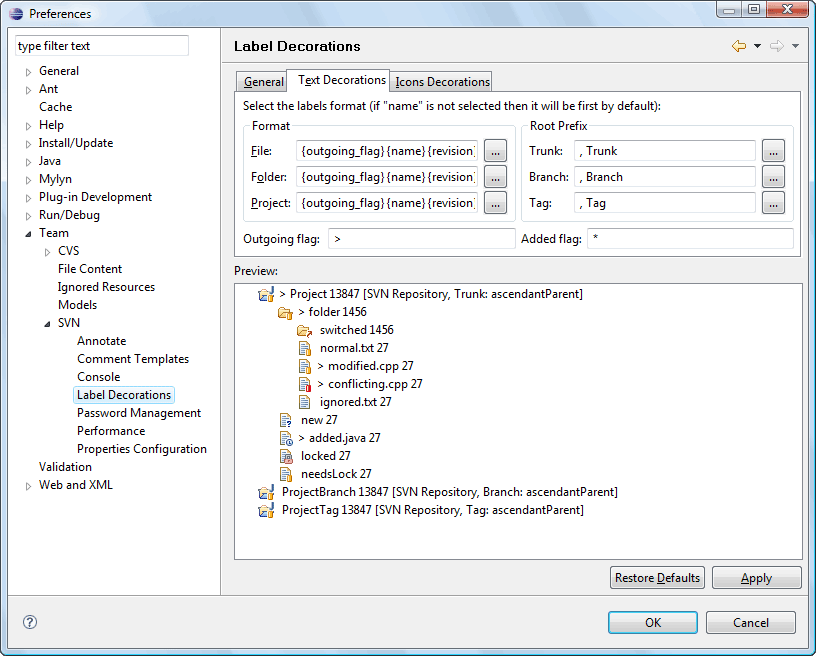 Preferences
type filter text
General
Ant
Cache
Help
Install/Update
Java
Mylyn
Plug-in Development
Run/Debug
Team
CVS
File Content
Ignored Resources
Models
SVN
Annotate
Comment Templates
Console
Label Decorations
Password Management
Performance
Properties Configuration
Validation
Web and XML
Label Decorations
General Text Decorations Icons Decorations
Select the labels format (if "name" is not selected then it will be first by default):
Format Root Prefix
File: {outgoing_flag} {name} {revision} ... Trunk: , Trunk ...
Folder: {outgoing_flag} {name} {revision} ... Branch: , Branch ...
Project: {outgoing_flag} {name} {revision} ... Tag: , Tag ...
Outgoing flag: > Added flag: *
Preview:
> Project 13847 [SVN Repository, Trunk: ascendantParent]
> folder 1456
switched 1456
normal.txt 27
> modified.cpp 27
> conflicting.cpp 27
ignored.txt 27
new 27
> added.java 27
locked 27
needsLock 27
ProjectBranch 13847 [SVN Repository, Branch: ascendantParent]
ProjectTag 13847 [SVN Repository, Tag: ascendantParent]
Restore Defaults Apply
? OK Cancel